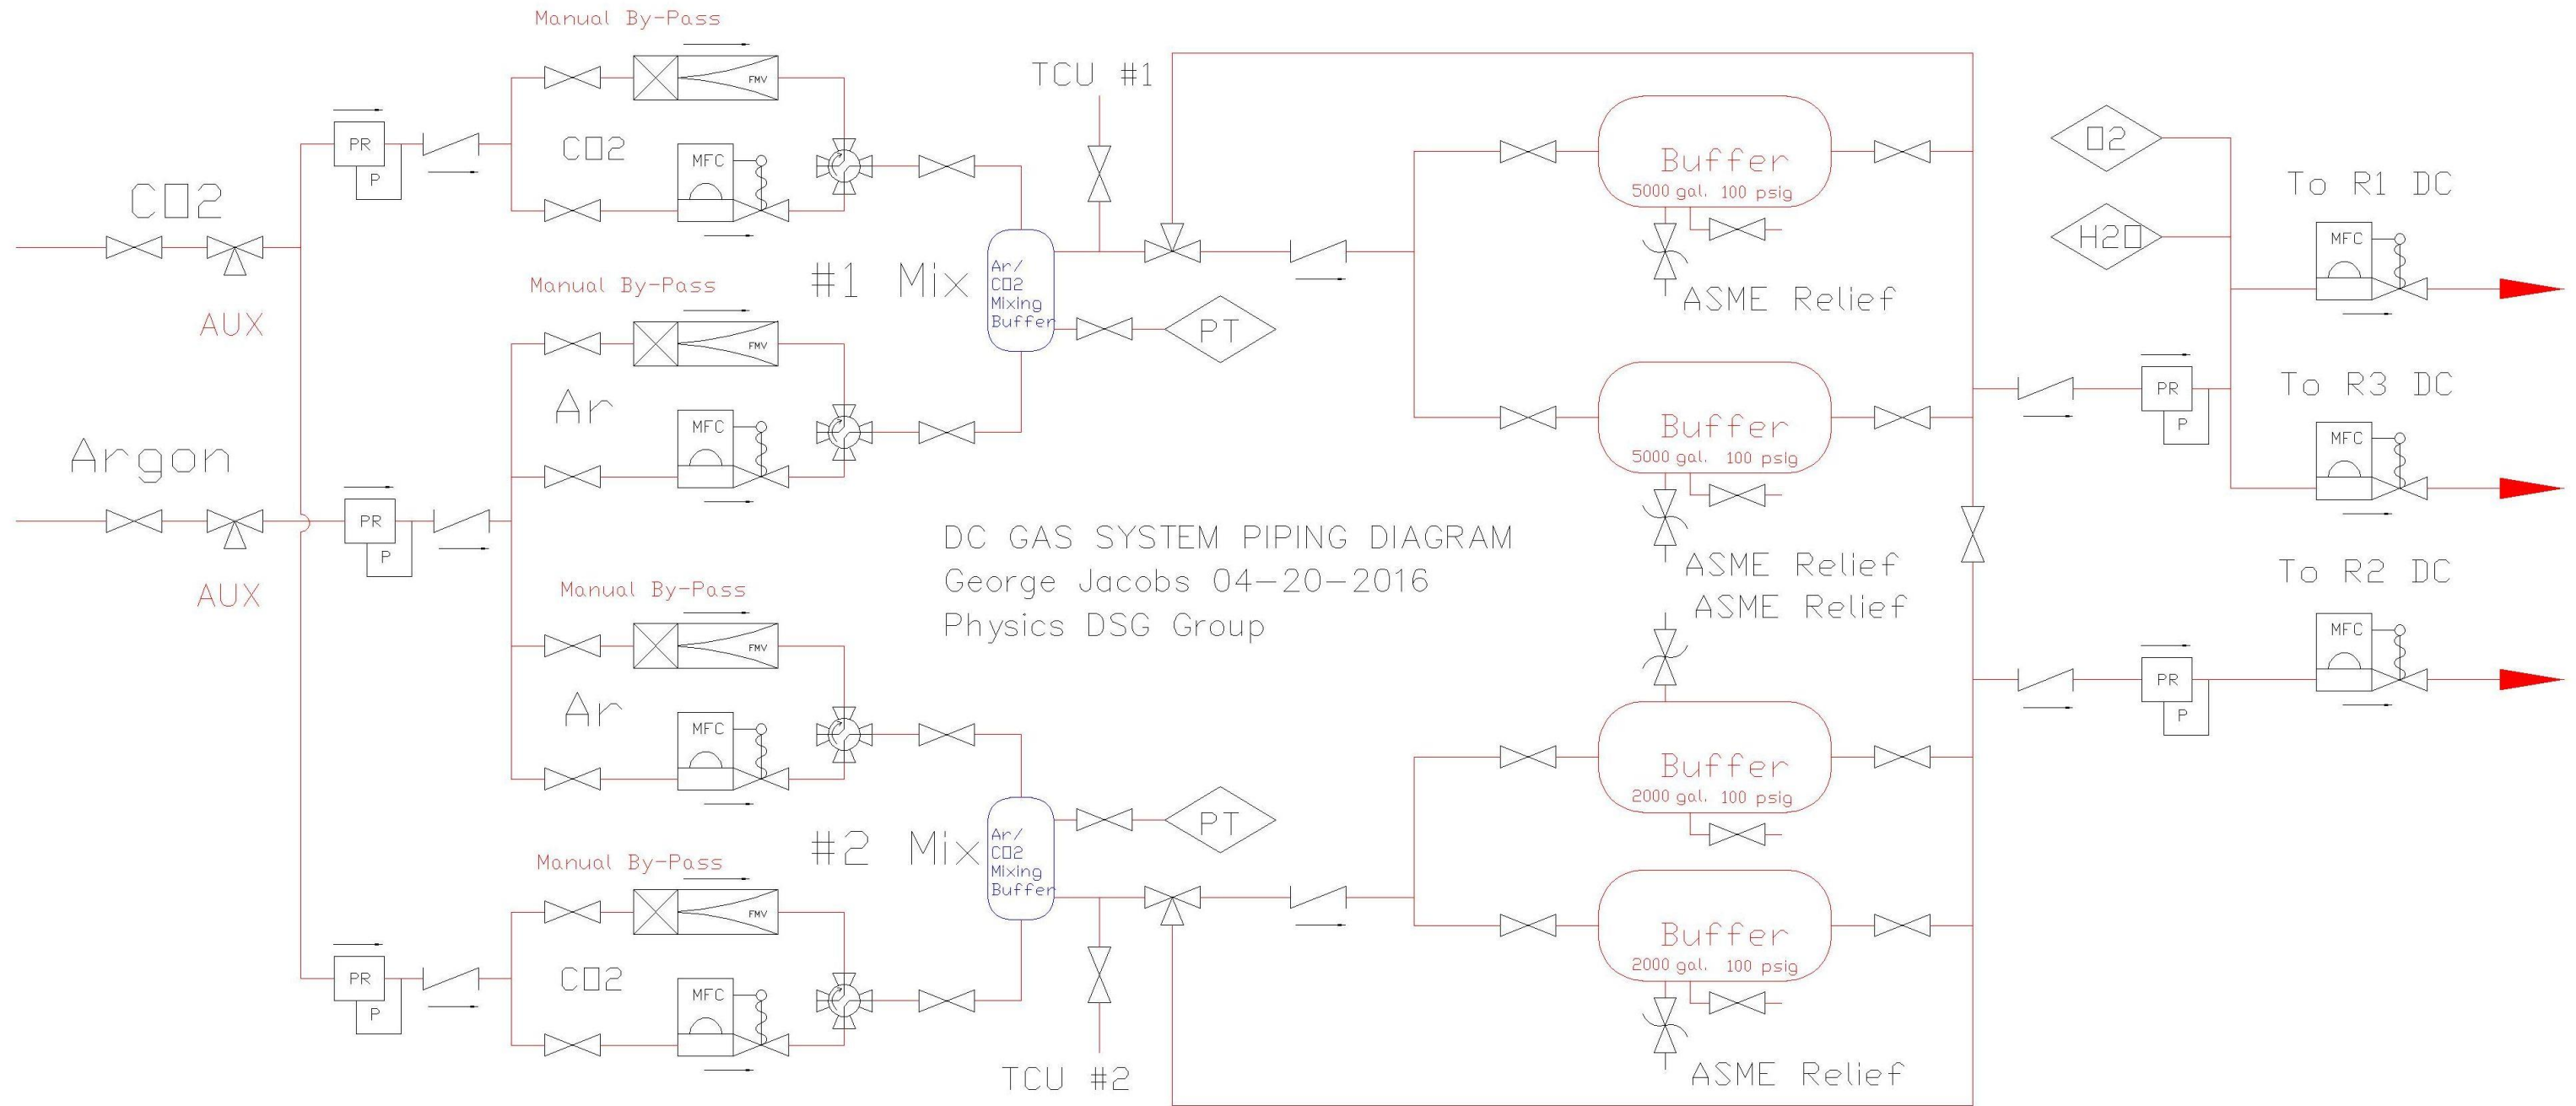 Manual By-Pass
FMV
TCU #1
PR
P
CO2
MFC
CO2
AUX
Manual By-Pass
FMV
#1 Mix
Ar/
CO2
Mixing
Buffer
PT
Ar
MFC
Argon
AUX
PR
P
Buffer
5000 gal. 100 psig
ASME Relief
Buffer
5000 gal. 100 psig
ASME Relief
O2
H2O
To R1 DC
MFC
PR
P
To R3 DC
MFC
DC GAS SYSTEM PIPING DIAGRAM
George Jacobs 04-20-2016
Physics DSG Group
Manual By-Pass
FMV
Ar
MFC
#2 Mix
Ar/
CO2
Mixing
Buffer
PT
ASME Relief
Buffer
2000 gal. 100 psig
To R2 DC
MFC
PR
P
Manual By-Pass
FMV
PR
P
CO2
MFC
TCU #2
Buffer
2000 gal. 100 psig
ASME Relief